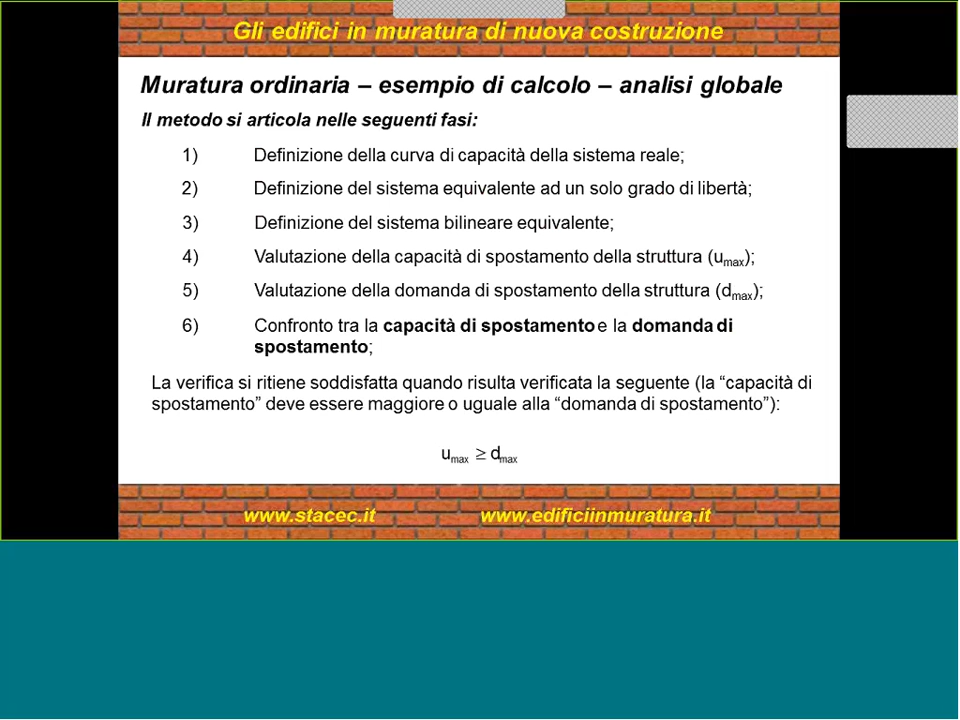 Gli edifici in muratura di nuova costruzione
Muratura ordinaria – esempio di calcolo – analisi globale
Il metodo si articola nelle seguenti fasi:
1) Definizione della curva di capacità della sistema reale;
2) Definizione del sistema equivalente ad un solo grado di libertà;
3) Definizione del sistema bilineare equivalente;
4) Valutazione della capacità di spostamento della struttura (umax);
5) Valutazione della domanda di spostamento della struttura (dmax);
6) Confronto tra la capacità di spostamento e la domanda di
spostamento;
La verifica si ritiene soddisfatta quando risulta verificata la seguente (la “capacità di
spostamento” deve essere maggiore o uguale alla “domanda di spostamento”):
umax ≥ dmax
www.stacec.it www.edificiinmuratura.it